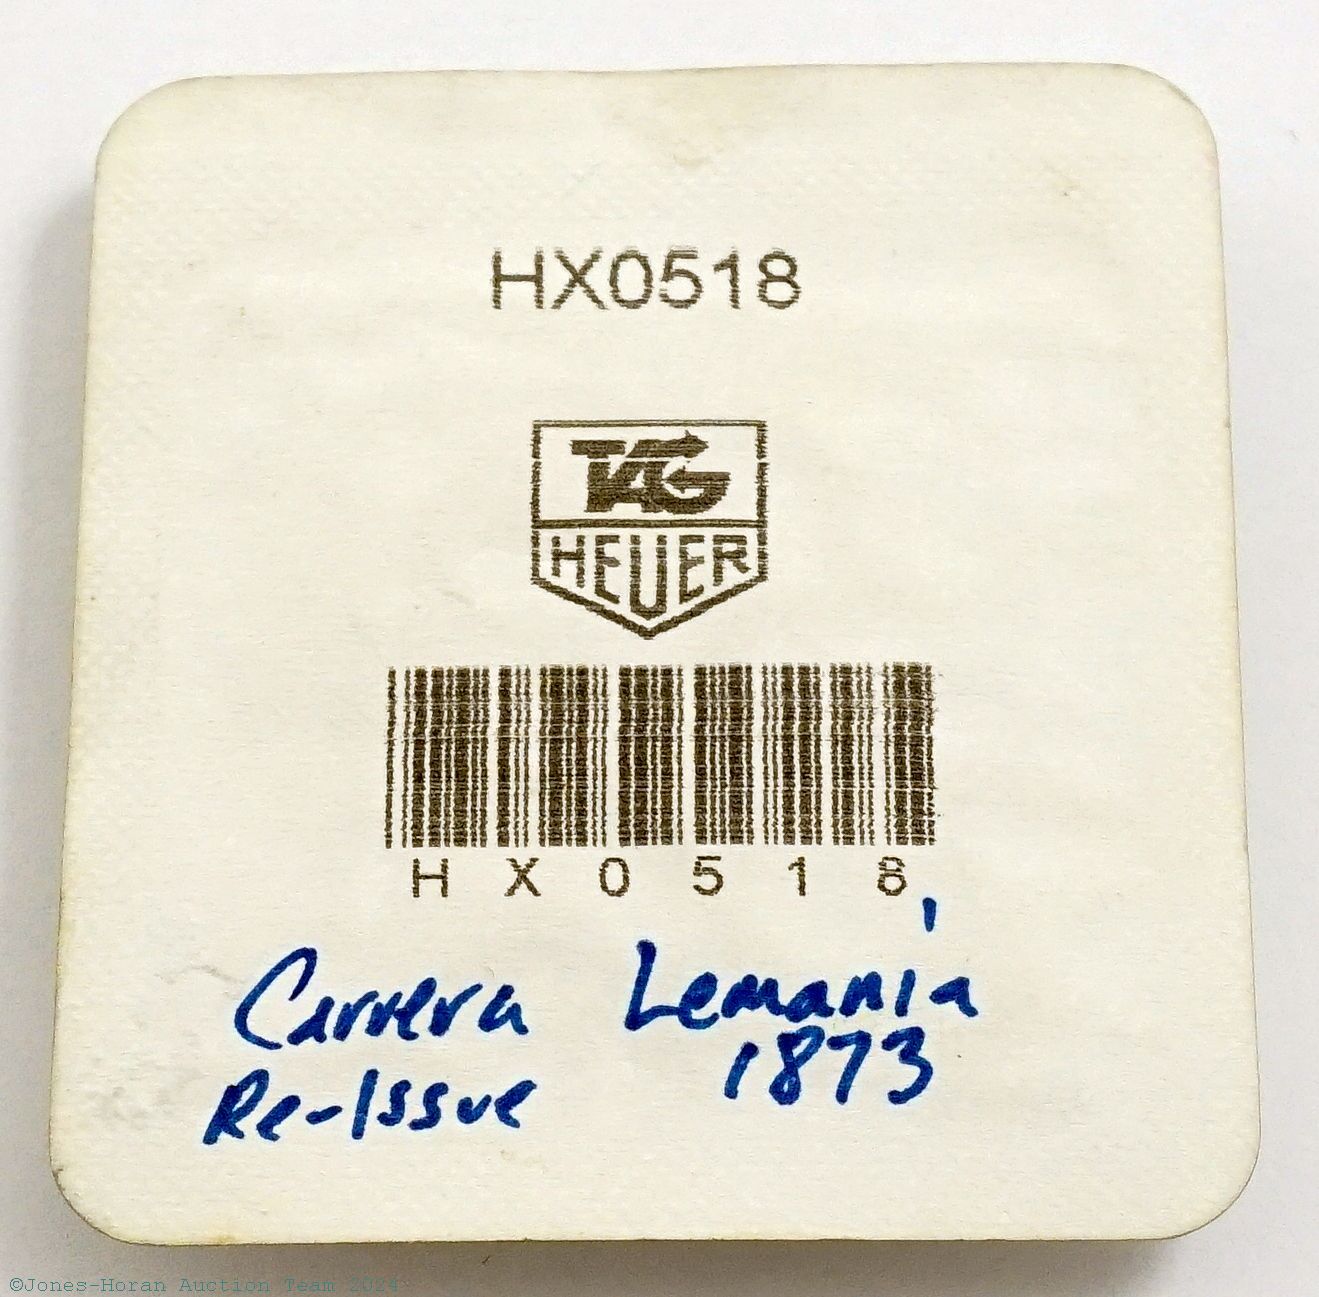 HX0518
TAG
HEUER
HX0518
Carrera Lemania
Re-Issue 1873
©Jones-Horan Auction Team 2024